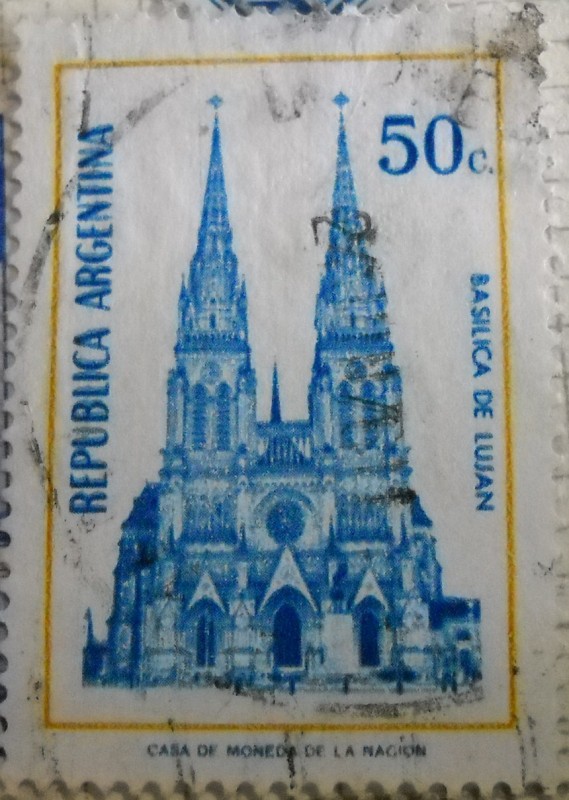 REPUBLICA ARGENTINA
50c.
BASILICA DE LUJAN
CASA DE MONEDA DE LA NACION